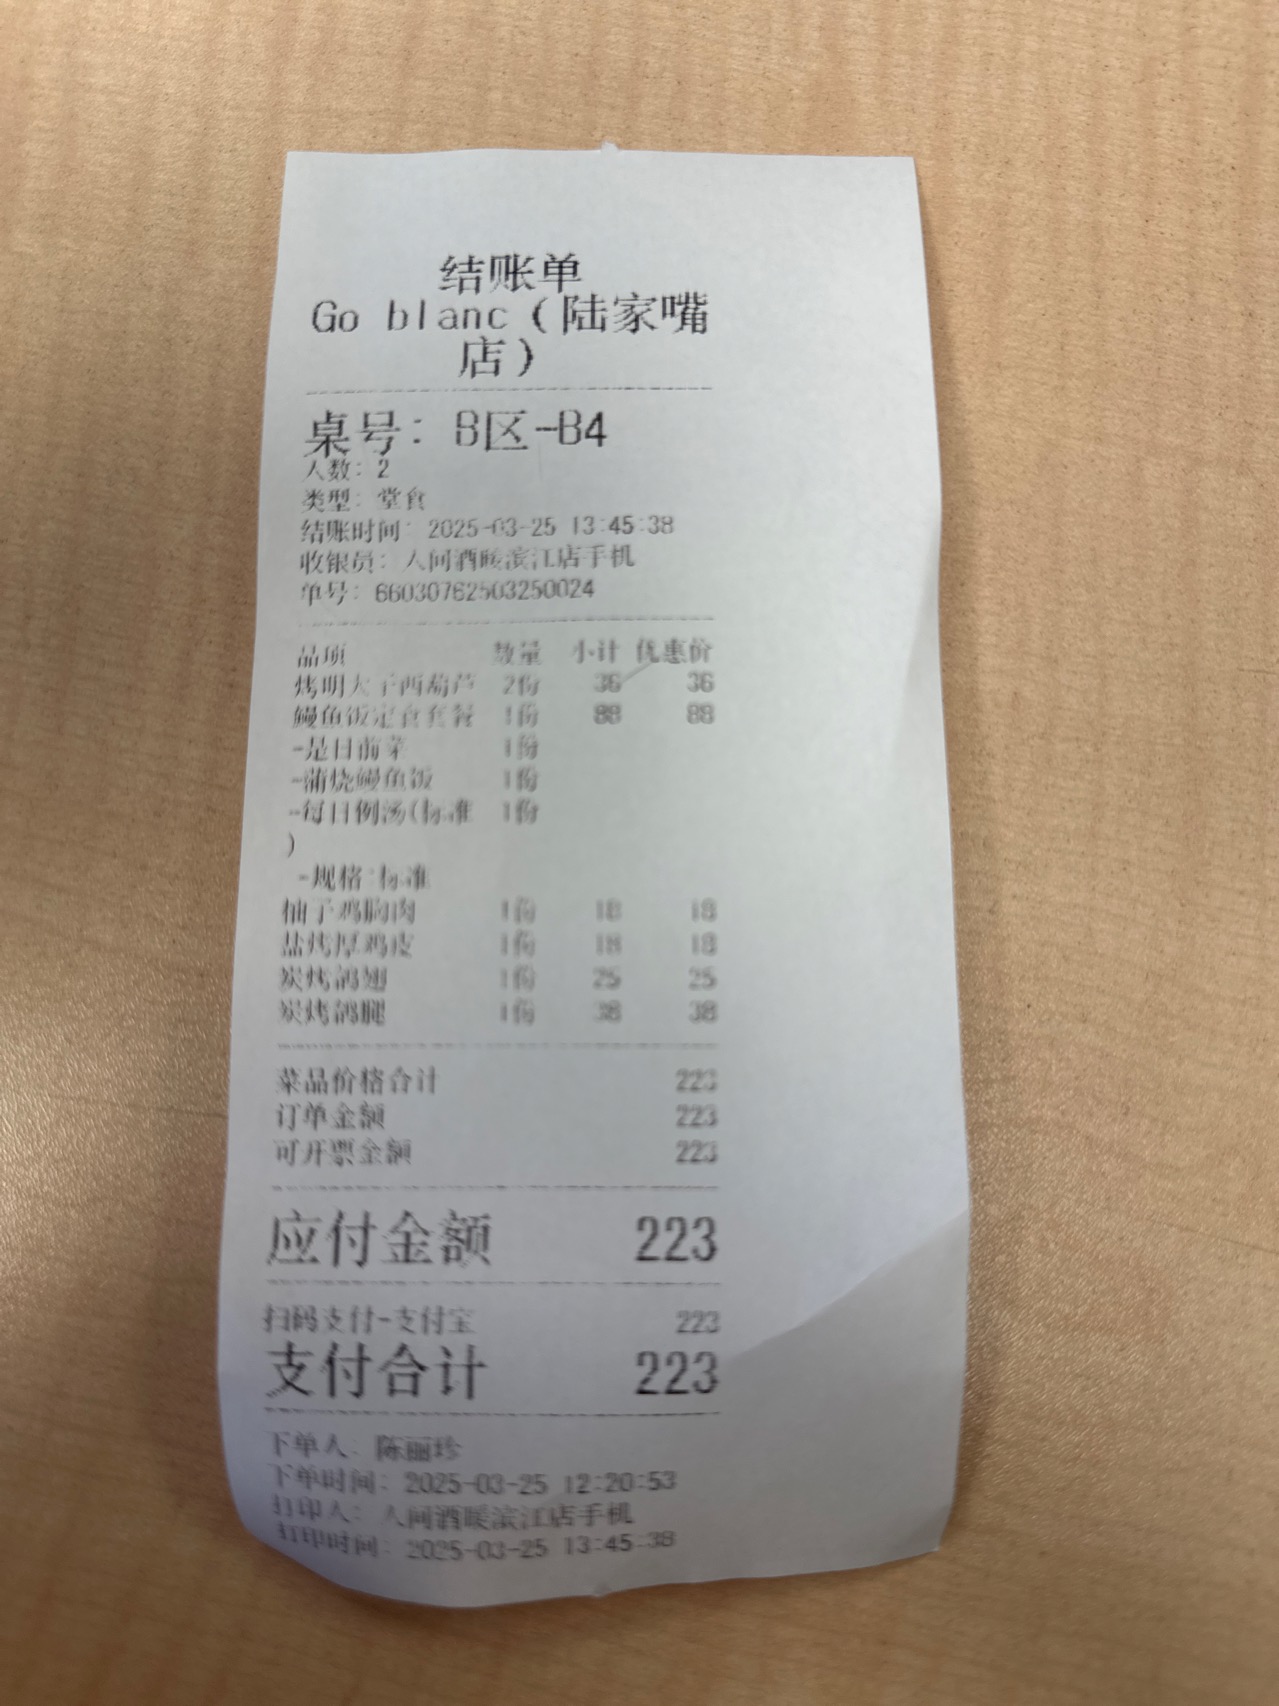 结账单
Go blanc(陆家嘴
店)
桌号: B区-B4
人数: 2
类型: 堂食
结账时间: 2025-03-25 13:45:38
收银员: 人间酒暖滨江店手机
单号: 66030762503250024
品项 数量 小计 优惠价
烤明太子西葫芦 2份 36 36
鳗鱼饭定食套餐 1份 88 88
-是日前菜 1份
-蒲烧鳗鱼饭 1份
-每日例汤(标准 1份
)
-规格:标准
柚子鸡胸肉 1份 18 18
盐烤厚鸡皮 1份 18 18
炭烤鸽翅 1份 25 25
炭烤鸽腿 1份 38 38
菜品价格合计 223
订单金额 223
可开票金额 223
应付金额 223
扫码支付-支付宝 223
支付合计 223
下单人: 陈丽珍
下单时间: 2025-03-25 12:20:53
打印人: 人间酒暖滨江店手机
打印时间: 2025-03-25 13:45:38